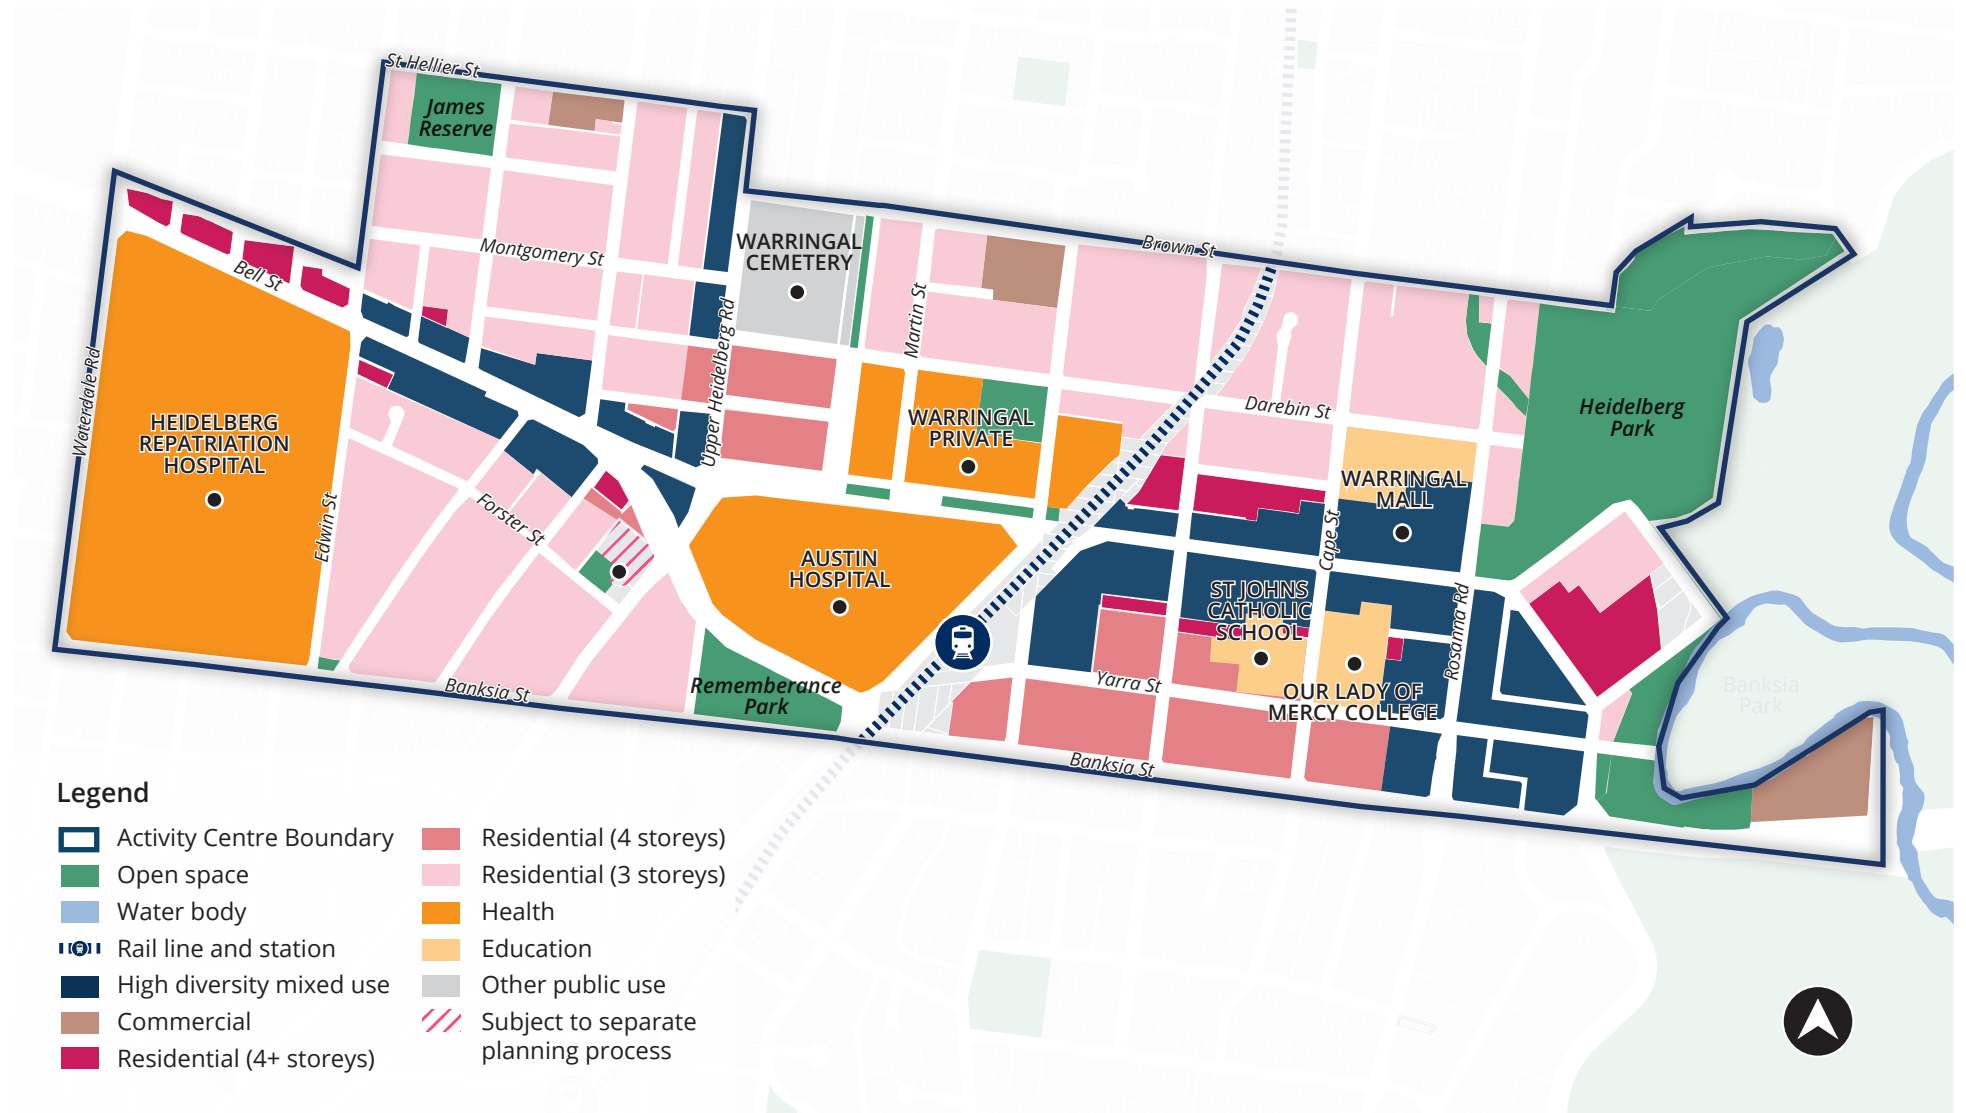 St Hellier St
James
Reserve
Montgomery St
WARRINGAL
CEMETERY
Brown St
Bell St
Martin St
Upper Heidelberg Rd
Waterdale Rd
HEIDELBERG
REPATRIATION
HOSPITAL
WARRINGAL
PRIVATE
Darebin St
Heidelberg
Park
WARRINGAL
MALL
Edwin St
Forster St
AUSTIN
HOSPITAL
Cape St
ST JOHNS
CATHOLIC
SCHOOL
Rosanna Rd
Rememberance
Park
Banksia St
Yarra St
OUR LADY OF
MERCY COLLEGE
Banksia
Park
Banksia St
Legend
Activity Centre Boundary
Open space
Water body
Rail line and station
High diversity mixed use
Commercial
Residential (4+ storeys)
Residential (4 storeys)
Residential (3 storeys)
Health
Education
Other public use
Subject to separate
planning process